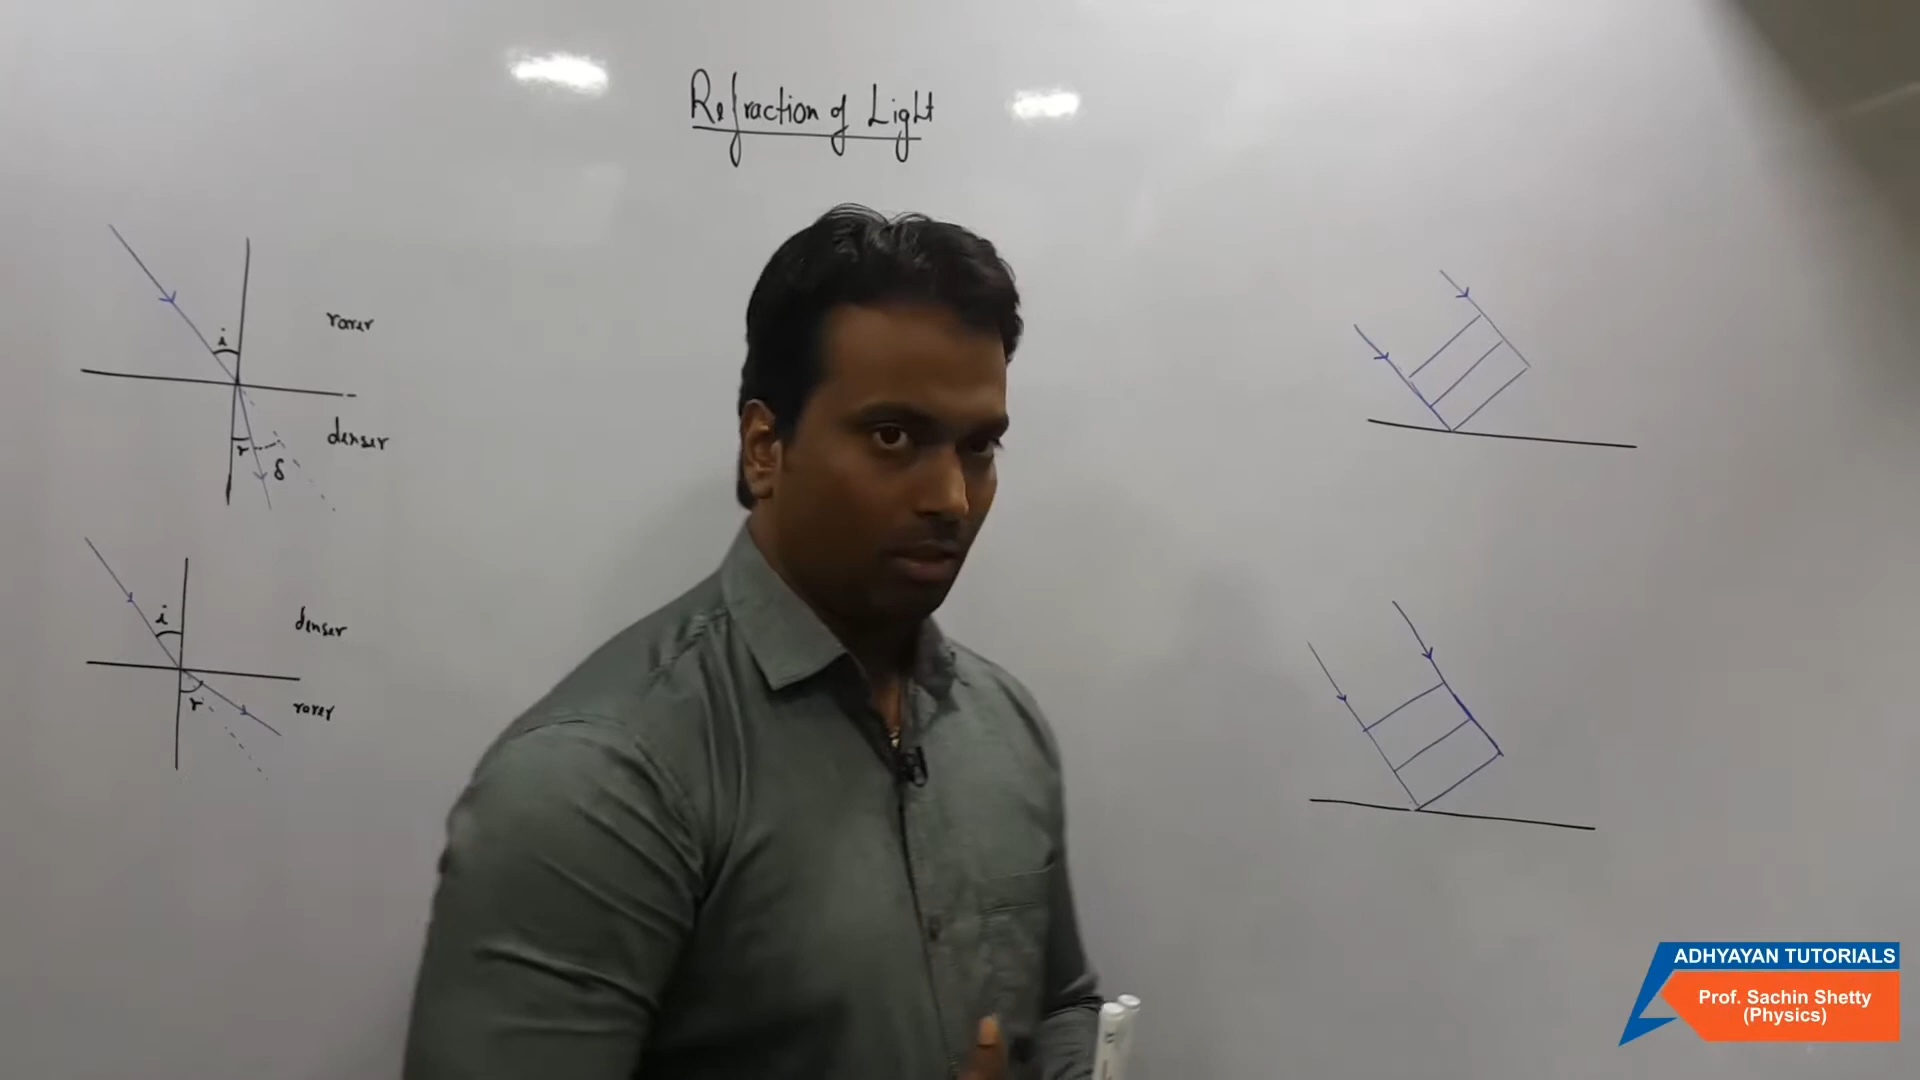 Refraction of Light
i
rarer
denser
r
δ
i
denser
r
rarer
ADHYAYAN TUTORIALS
Prof. Sachin Shetty
(Physics)